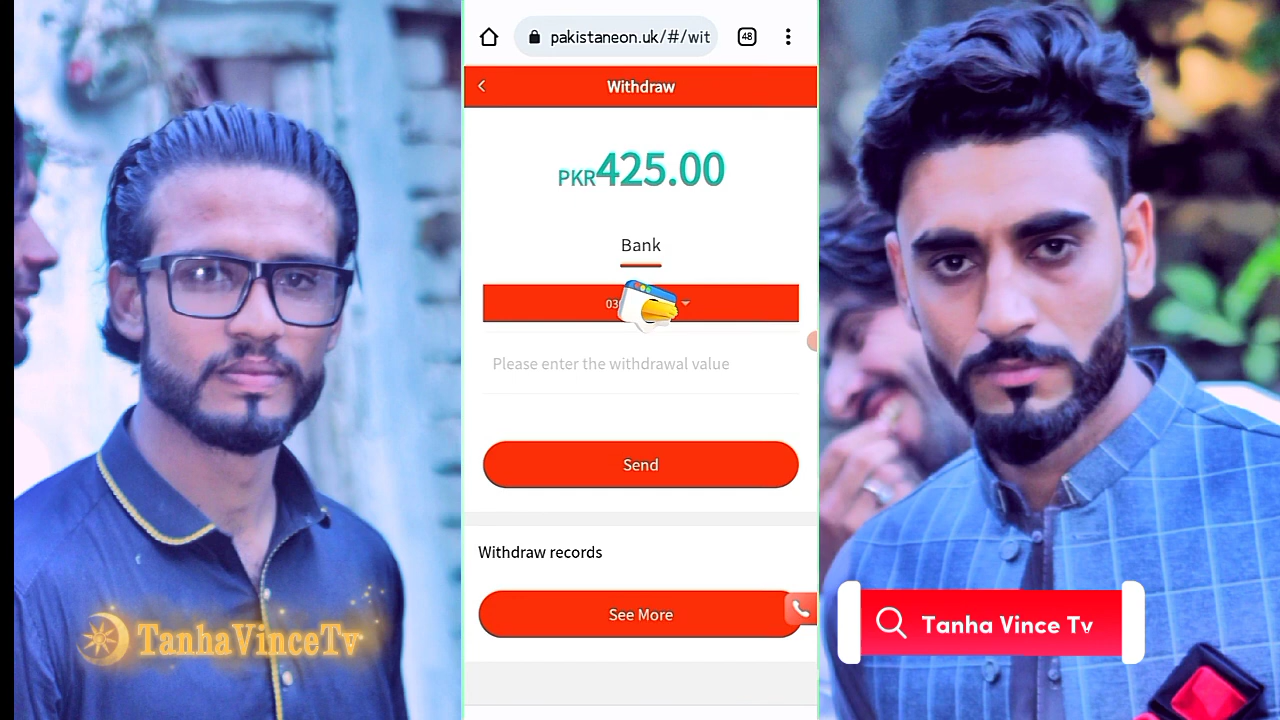 pakistaneon.uk/#/wit
48
Withdraw
PKR425.00
Bank
Please enter the withdrawal value
Send
Withdraw records
See More
TanhaVinceTv
Tanha Vince Tv